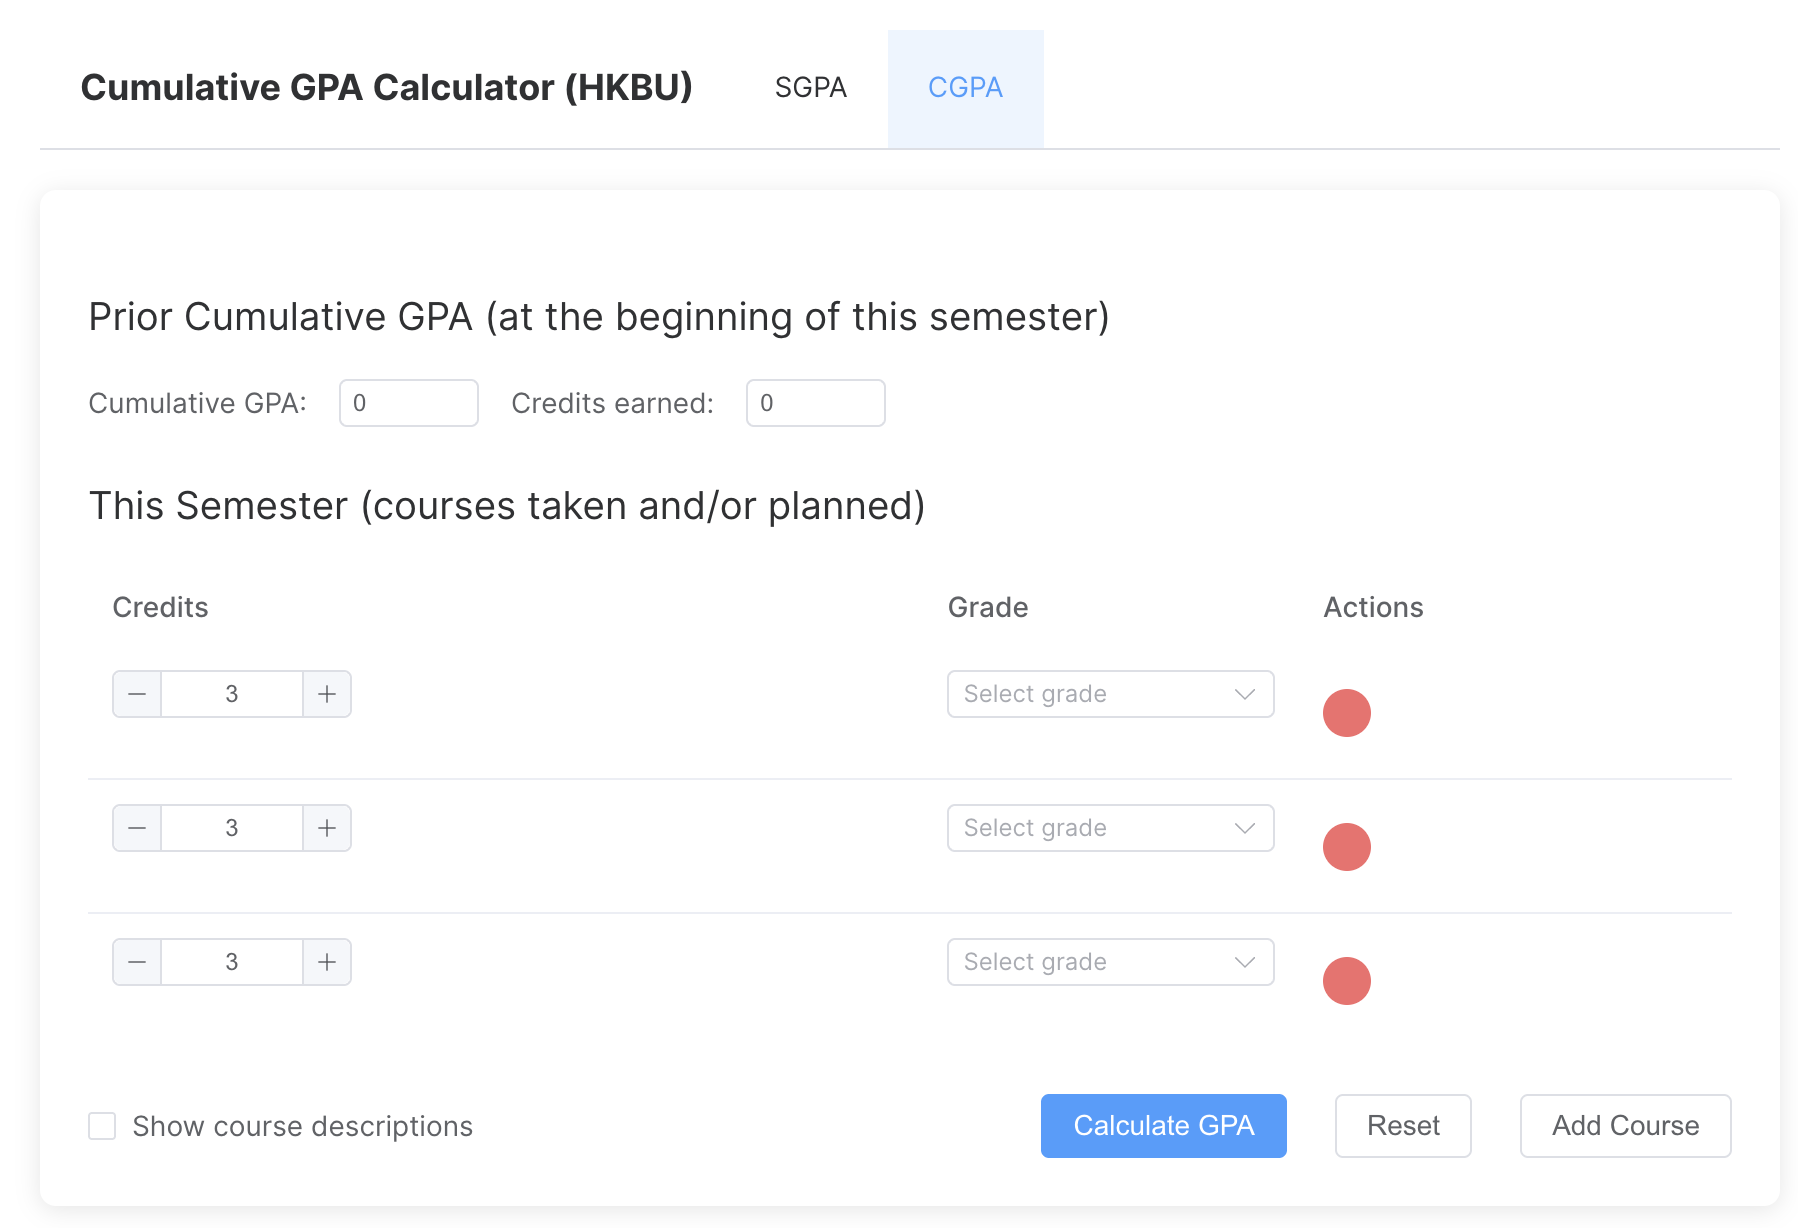 Cumulative GPA Calculator (HKBU) SGPA CGPA
Prior Cumulative GPA (at the beginning of this semester)
Cumulative GPA: 0 Credits earned: 0
This Semester (courses taken and/or planned)
Credits Grade Actions
3 Select grade
3 Select grade
3 Select grade
Show course descriptions Calculate GPA Reset Add Course